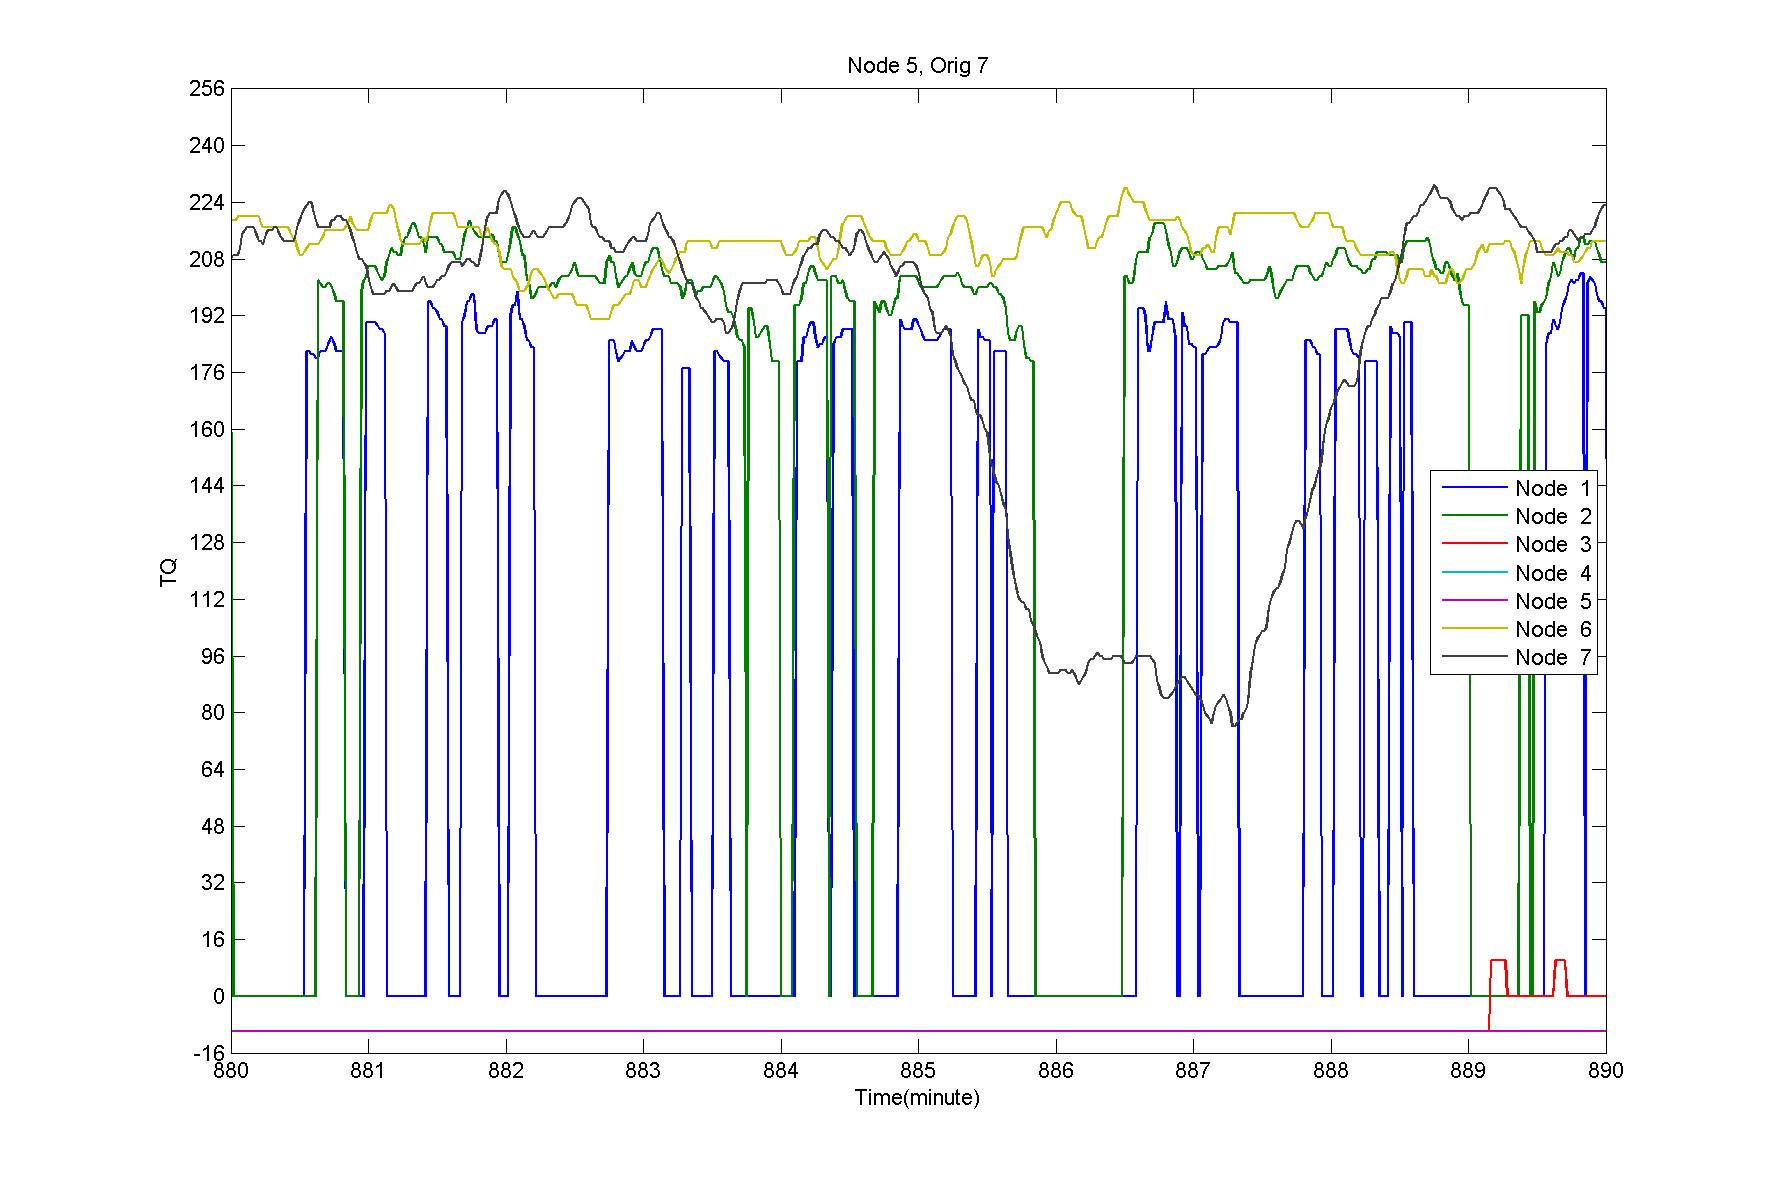 Node 5, Orig 7
256
240
224
208
192
176
160
144
128
112
96
80
64
48
32
16
0
-16
TQ
Node 1
Node 2
Node 3
Node 4
Node 5
Node 6
Node 7
880 881 882 883 884 885 886 887 888 889 890
Time(minute)